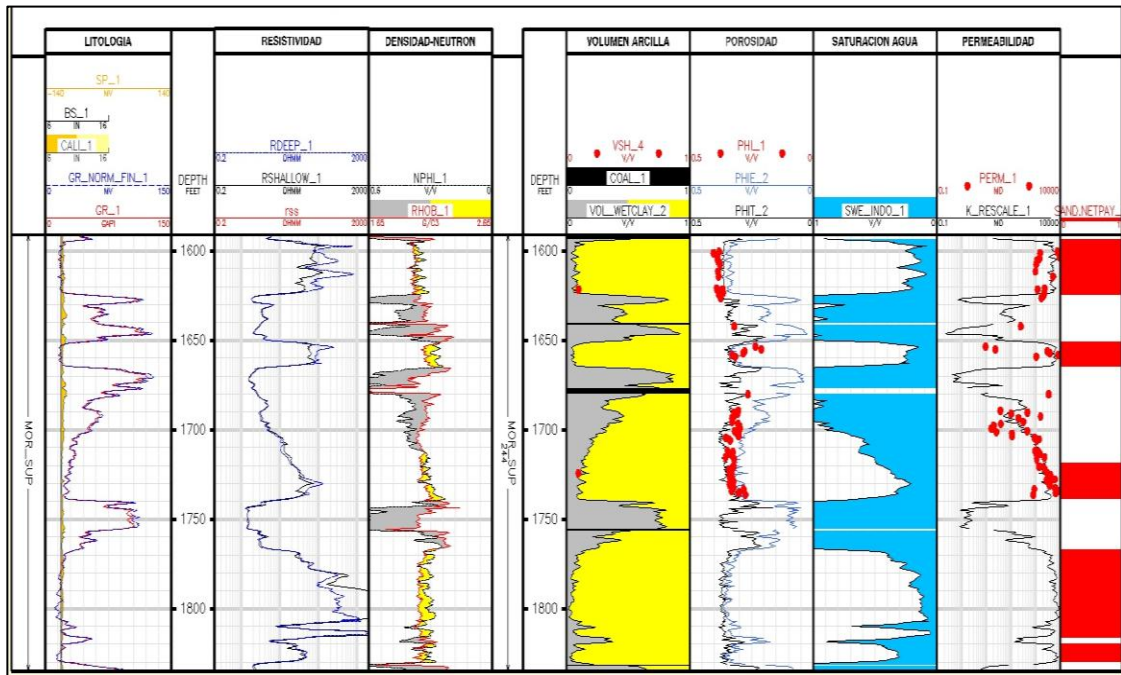 LITOLOGIA
RESISTIVIDAD
DENSIDAD-NEUTRON
VOLUMEN ARCILLA
POROSIDAD
SATURACION AGUA
PERMEABILIDAD
SP_1
-140 MV 140
BS_1
6 IN 16
CALI_1
6 IN 16
GR_NORM_FIN_1
0 MV 150
GR_1
0 GAPI 150
DEPTH
FEET
RDEEP_1
0.2 OHMM 2000
RSHALLOW_1
0.2 OHMM 2000
rss
0.2 OHMM 2000
NPHI_1
0.6 V/V 0
RHOB_1
1.65 G/C3 2.65
DEPTH
FEET
VSH_4
0 V/V 1
COAL_1
VOL_WETCLAY_2
0 V/V 1
PHI_1
0.5 V/V 0
PHIE_2
0.5 V/V 0
PHIT_2
0.5 V/V 0
SWE_INDO_1
1 V/V 0
PERM_1
0.1 MD 10000
K_RESCALE_1
0.1 MD 10000
SAND.NETPAY_
0
MOR_SUP
1600
1650
1700
1750
1800
MOR_SUP
244
1600
1650
1700
1750
1800